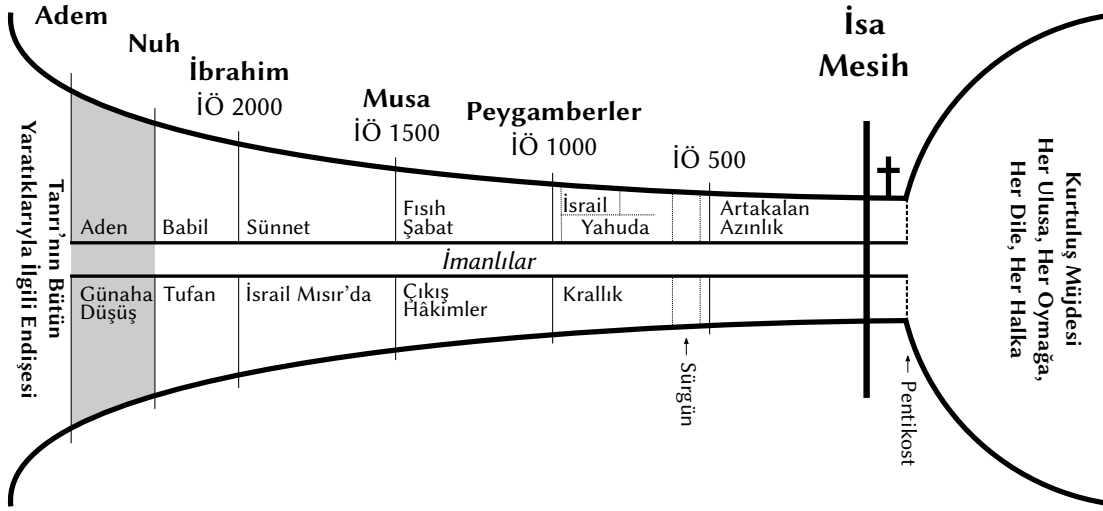 Adem
Nuh
İbrahim
İÖ 2000
Musa
İÖ 1500
Peygamberler
İÖ 1000
İÖ 500
İsa
Mesih
Tanrı’nın Bütün
Yaratıklarıyla İlgili Endişesi
Aden
Babil
Sünnet
Fısıh
Şabat
İsrail
Yahuda
Artakalan
Azınlık
İmanlılar
Günaha
Düşüş
Tufan
İsrail Mısır’da
Çıkış
Hâkimler
Krallık
← Sürgün
← Pentikost
Kurtuluş Müjdesi
Her Ulusa, Her Oymağa,
Her Dile, Her Halka